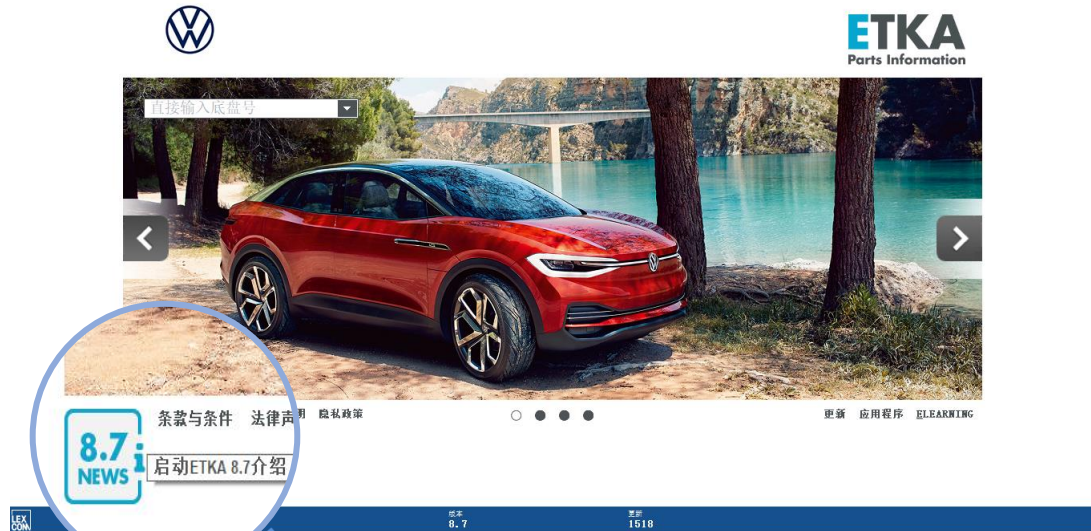 VW
ETKA
Parts Information
直接输入底盘号
条款与条件 法律声明 隐私政策
更新 应用程序 ELEARNING
8.7
NEWS
启动ETKA 8.7介绍
LEX
COM
版本
8.7
更新
1518